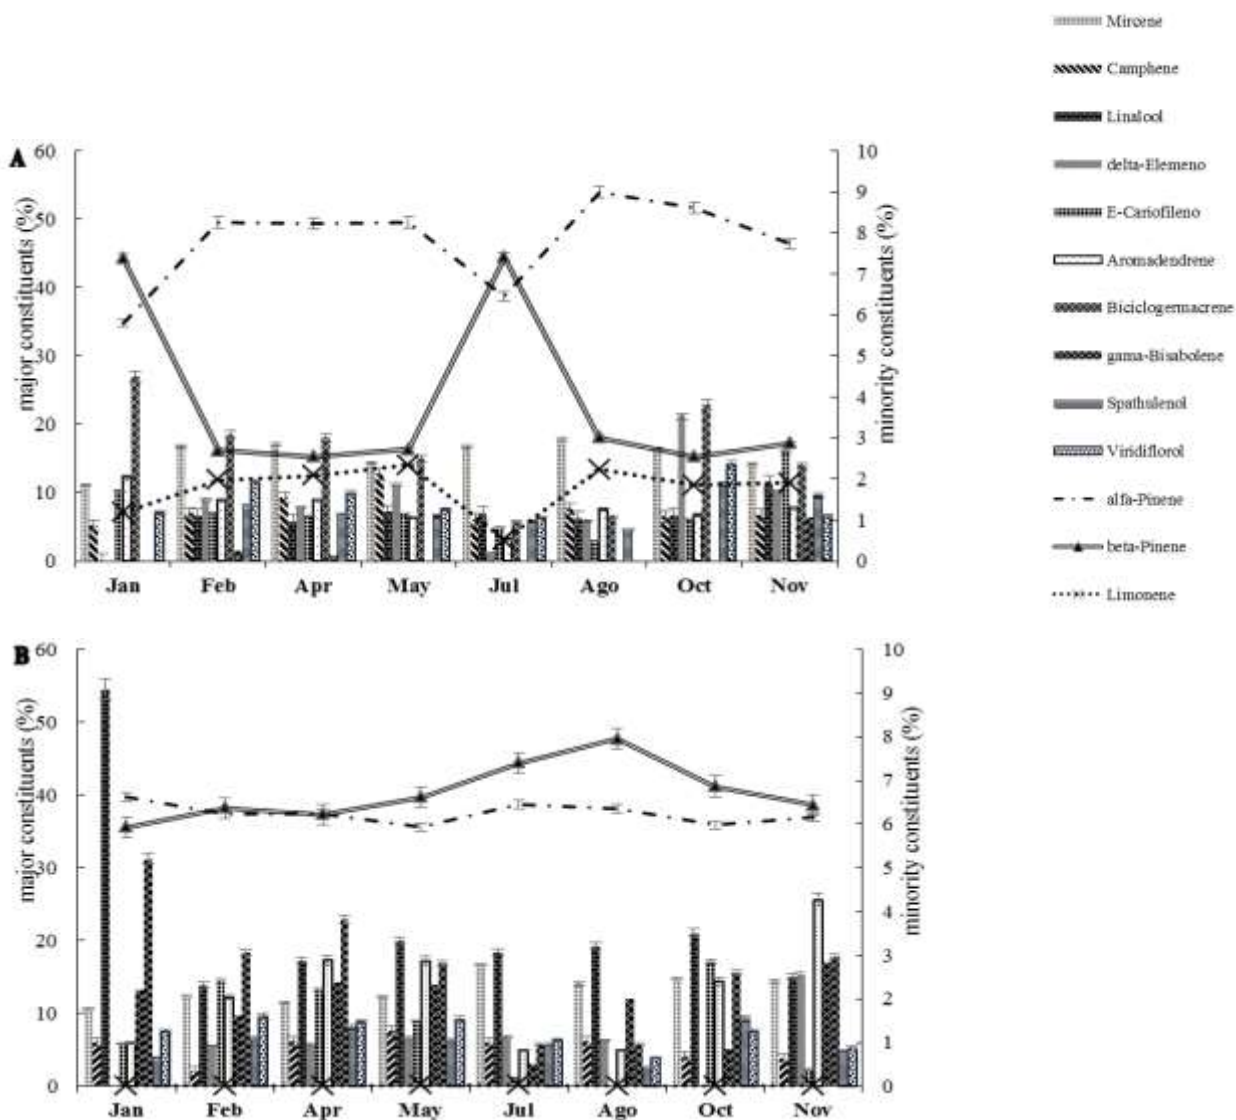 Mircene
Camphene
Linalool
delta-Elemeno
E-Cariofileno
Aromadendrene
Biciclogermacrene
gama-Bisabolene
Spathulenol
Viridiflorol
alfa-Pinene
beta-Pinene
Limonene
A
major constituents (%)
60
50
40
30
20
10
0
10
9
8
7
6
5
4
3
2
1
0
minority constituents (%)
Jan Feb Apr May Jul Ago Oct Nov
B
major constituents (%)
60
50
40
30
20
10
0
10
9
8
7
6
5
4
3
2
1
0
minority constituents (%)
Jan Feb Apr May Jul Ago Oct Nov